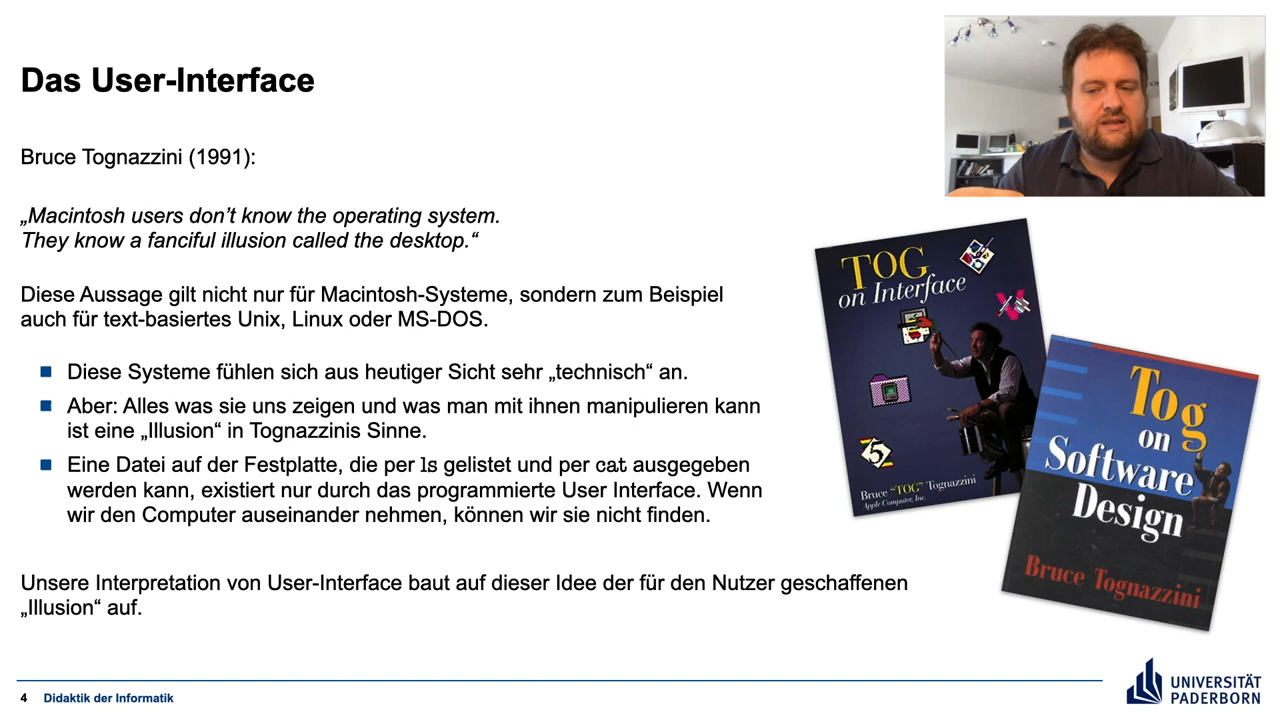 Das User-Interface
Bruce Tognazzini (1991):
„Macintosh users don’t know the operating system.
They know a fanciful illusion called the desktop.“
Diese Aussage gilt nicht nur für Macintosh-Systeme, sondern zum Beispiel
auch für text-basiertes Unix, Linux oder MS-DOS.
Diese Systeme fühlen sich aus heutiger Sicht sehr „technisch“ an.
Aber: Alles was sie uns zeigen und was man mit ihnen manipulieren kann
ist eine „Illusion“ in Tognazzinis Sinne.
Eine Datei auf der Festplatte, die per ls gelistet und per cat ausgegeben
werden kann, existiert nur durch das programmierte User Interface. Wenn
wir den Computer auseinander nehmen, können wir sie nicht finden.
Unsere Interpretation von User-Interface baut auf dieser Idee der für den Nutzer geschaffenen
„Illusion“ auf.
TOG
on Interface
Bruce “TOG” Tognazzini
Apple Computer, Inc.
Tog
on
Software
Design
Bruce Tognazzini
4 Didaktik der Informatik
UNIVERSITÄT
PADERBORN